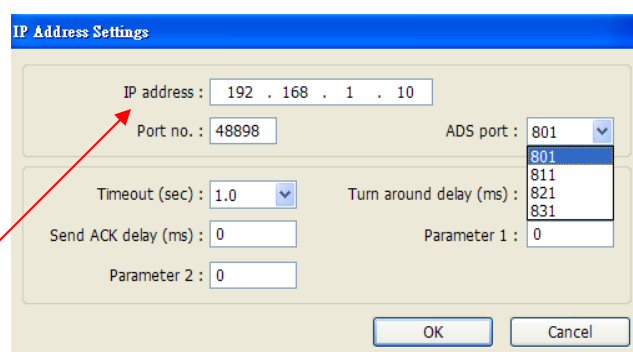 IP Address Settings
IP address : 192 . 168 . 1 . 10
Port no. : 48898 ADS port : 801
801
811
Timeout (sec) : 1.0 Turn around delay (ms) : 821
831
Send ACK delay (ms) : 0 Parameter 1 : 0
Parameter 2 : 0
OK Cancel